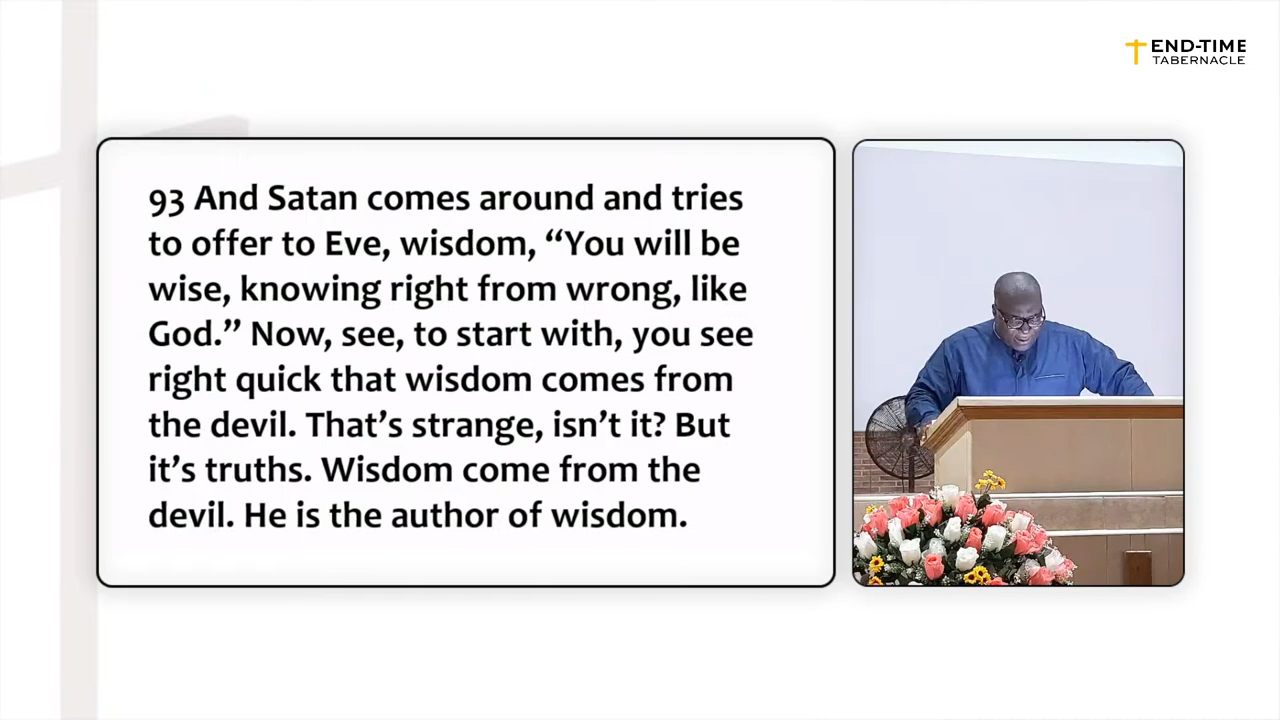 END-TIME
TABERNACLE
93 And Satan comes around and tries
to offer to Eve, wisdom, “You will be
wise, knowing right from wrong, like
God.” Now, see, to start with, you see
right quick that wisdom comes from
the devil. That’s strange, isn’t it? But
it’s truths. Wisdom come from the
devil. He is the author of wisdom.